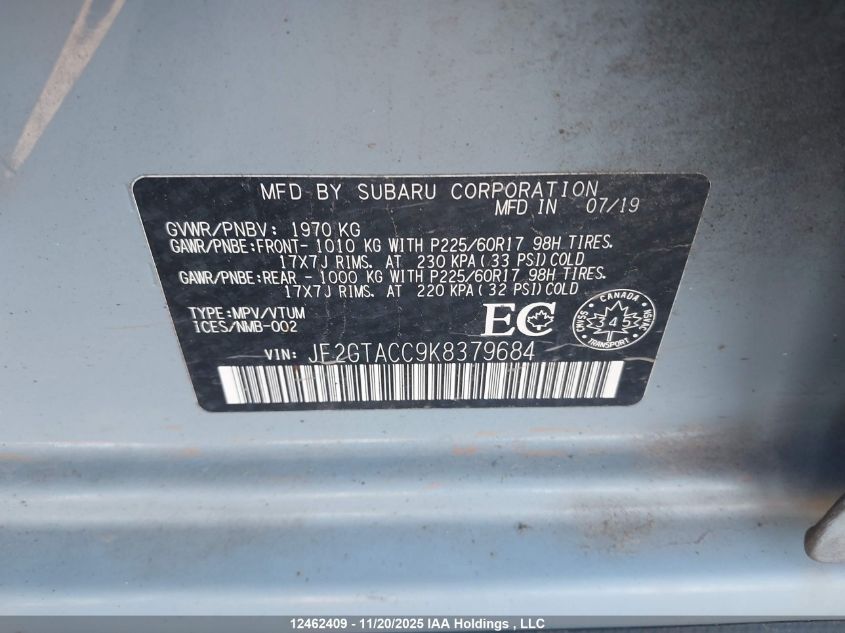 MFD BY SUBARU CORPORATION
MFD IN 07/19
GVWR/PNBV: 1970 KG
GAWR/PNBE:FRONT- 1010 KG WITH P225/60R17 98H TIRES.
17X7J RIMS. AT 230 KPA(33 PSI)COLD
GAWR/PNBE:REAR - 1000 KG WITH P225/60R17 98H TIRES.
17X7J RIMS. AT 220 KPA(32 PSI)COLD
TYPE:MPV/VTUM
ICES/NMB-002
EC
CANADA
CMVSS 45 NSVAC
TRANSPORT
VIN: JF2GTACC9K8379684
12462409 - 11/20/2025 IAA Holdings , LLC